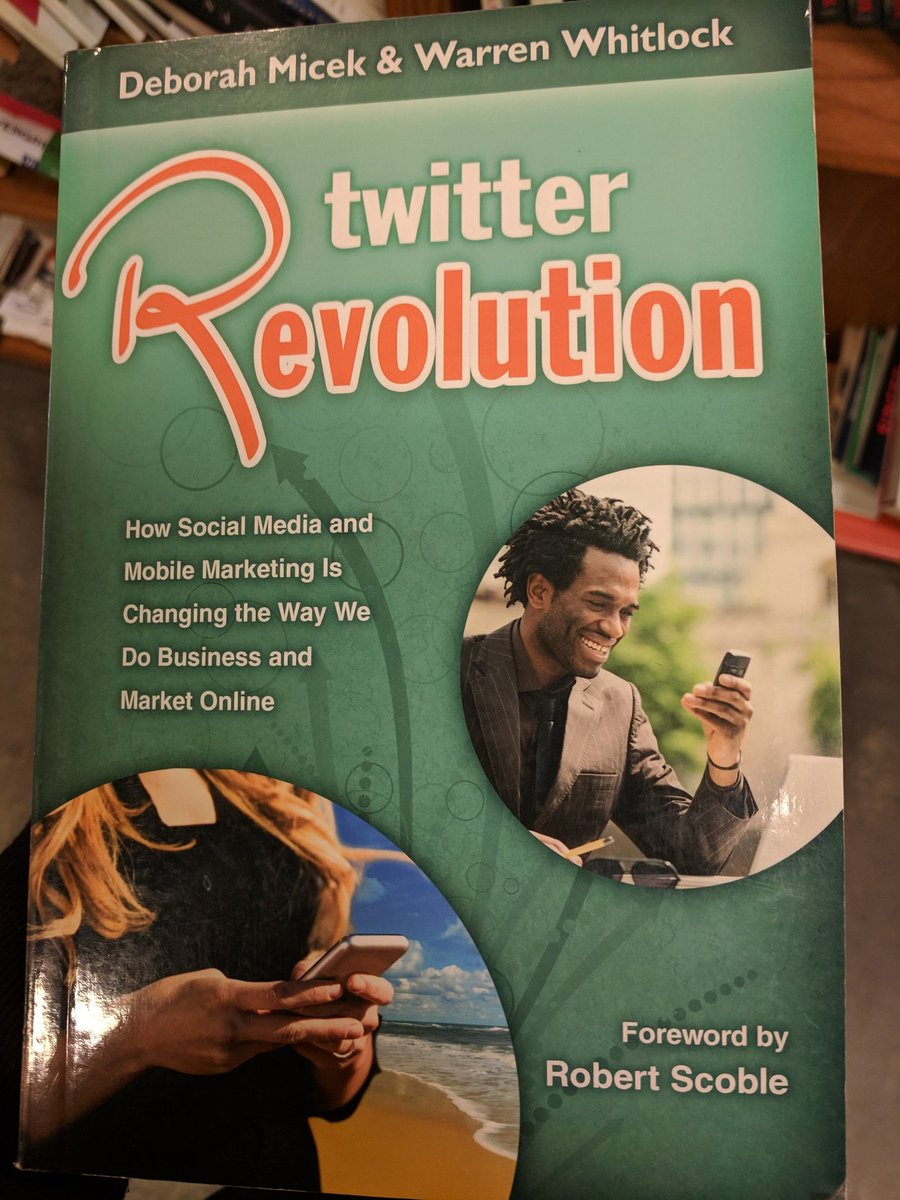 Deborah Micek & Warren Whitlock
twitter
Revolution
How Social Media and
Mobile Marketing Is
Changing the Way We
Do Business and
Market Online
Foreword by
Robert Scoble